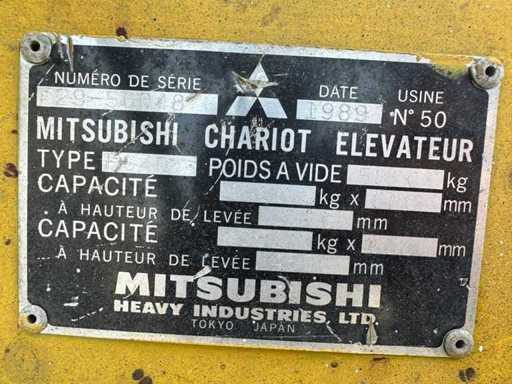 NUMÉRO DE SÉRIE DATE USINE
1989 N° 50
MITSUBISHI CHARIOT ELEVATEUR
TYPE POIDS A VIDE kg
CAPACITÉ kg x mm
À HAUTEUR DE LEVÉE mm
CAPACITÉ kg x mm
À HAUTEUR DE LEVÉE mm
MITSUBISHI
HEAVY INDUSTRIES, LTD.
TOKYO JAPAN